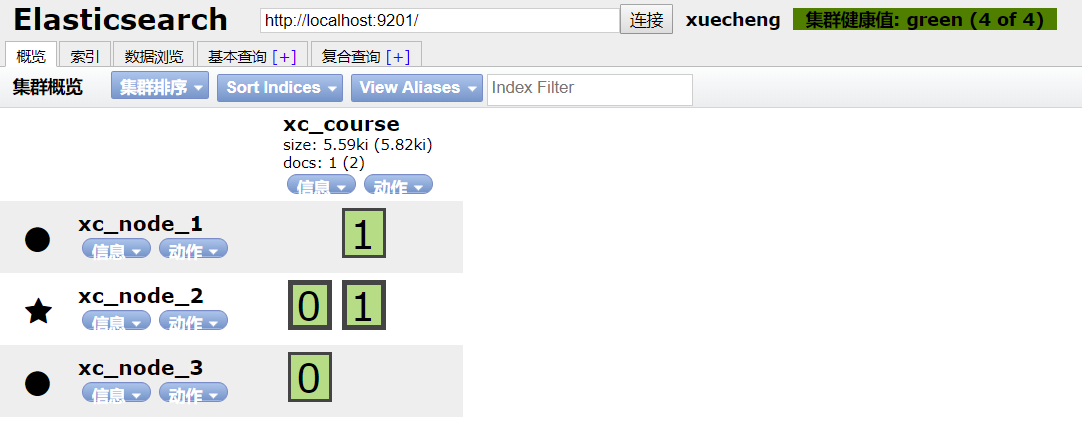 Elasticsearch http://localhost:9201/ 连接 xuecheng 集群健康值: green (4 of 4)
概览 索引 数据浏览 基本查询 [+] 复合查询 [+]
集群概览 集群排序 Sort Indices View Aliases Index Filter
xc_course
size: 5.59ki (5.82ki)
docs: 1 (2)
信息 动作
xc_node_1 1
信息 动作
xc_node_2 0 1
信息 动作
xc_node_3 0
信息 动作